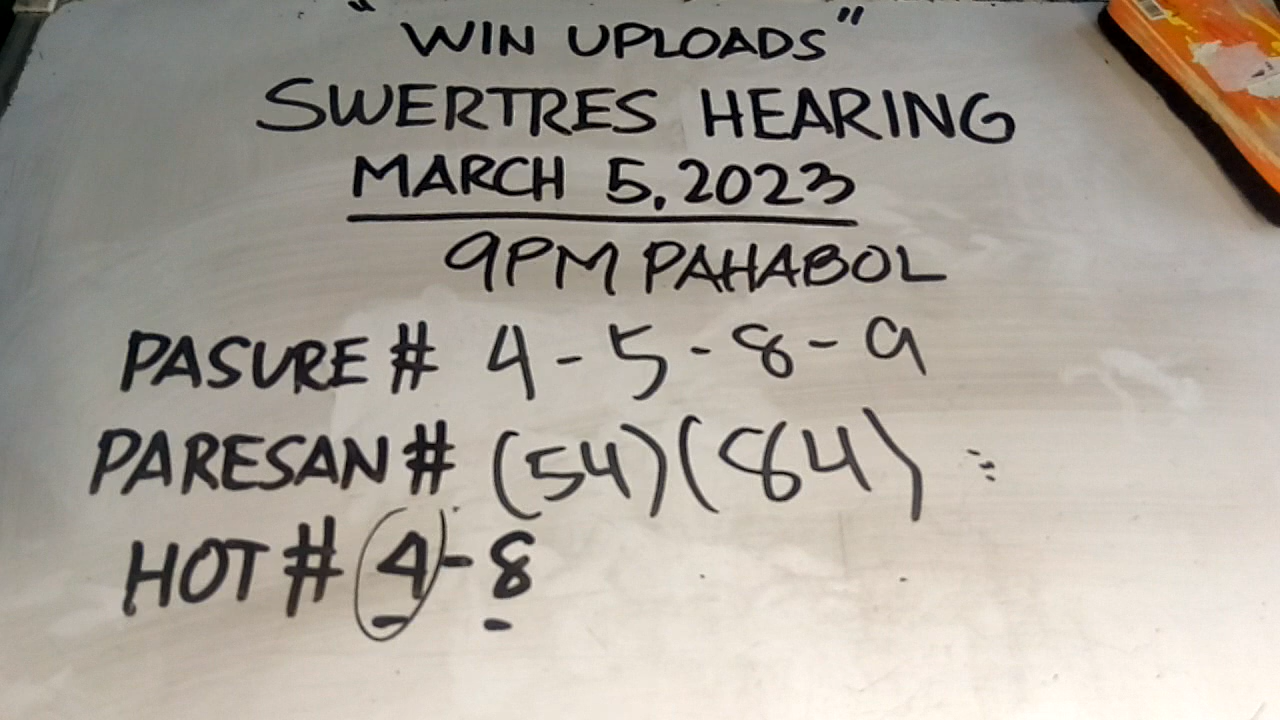 "WIN UPLOADS"
SWERTRES HEARING
MARCH 5, 2023
9PM PAHABOL
PASURE # 4-5-8-9
PARESAN # (54)(84)
HOT # 4-8